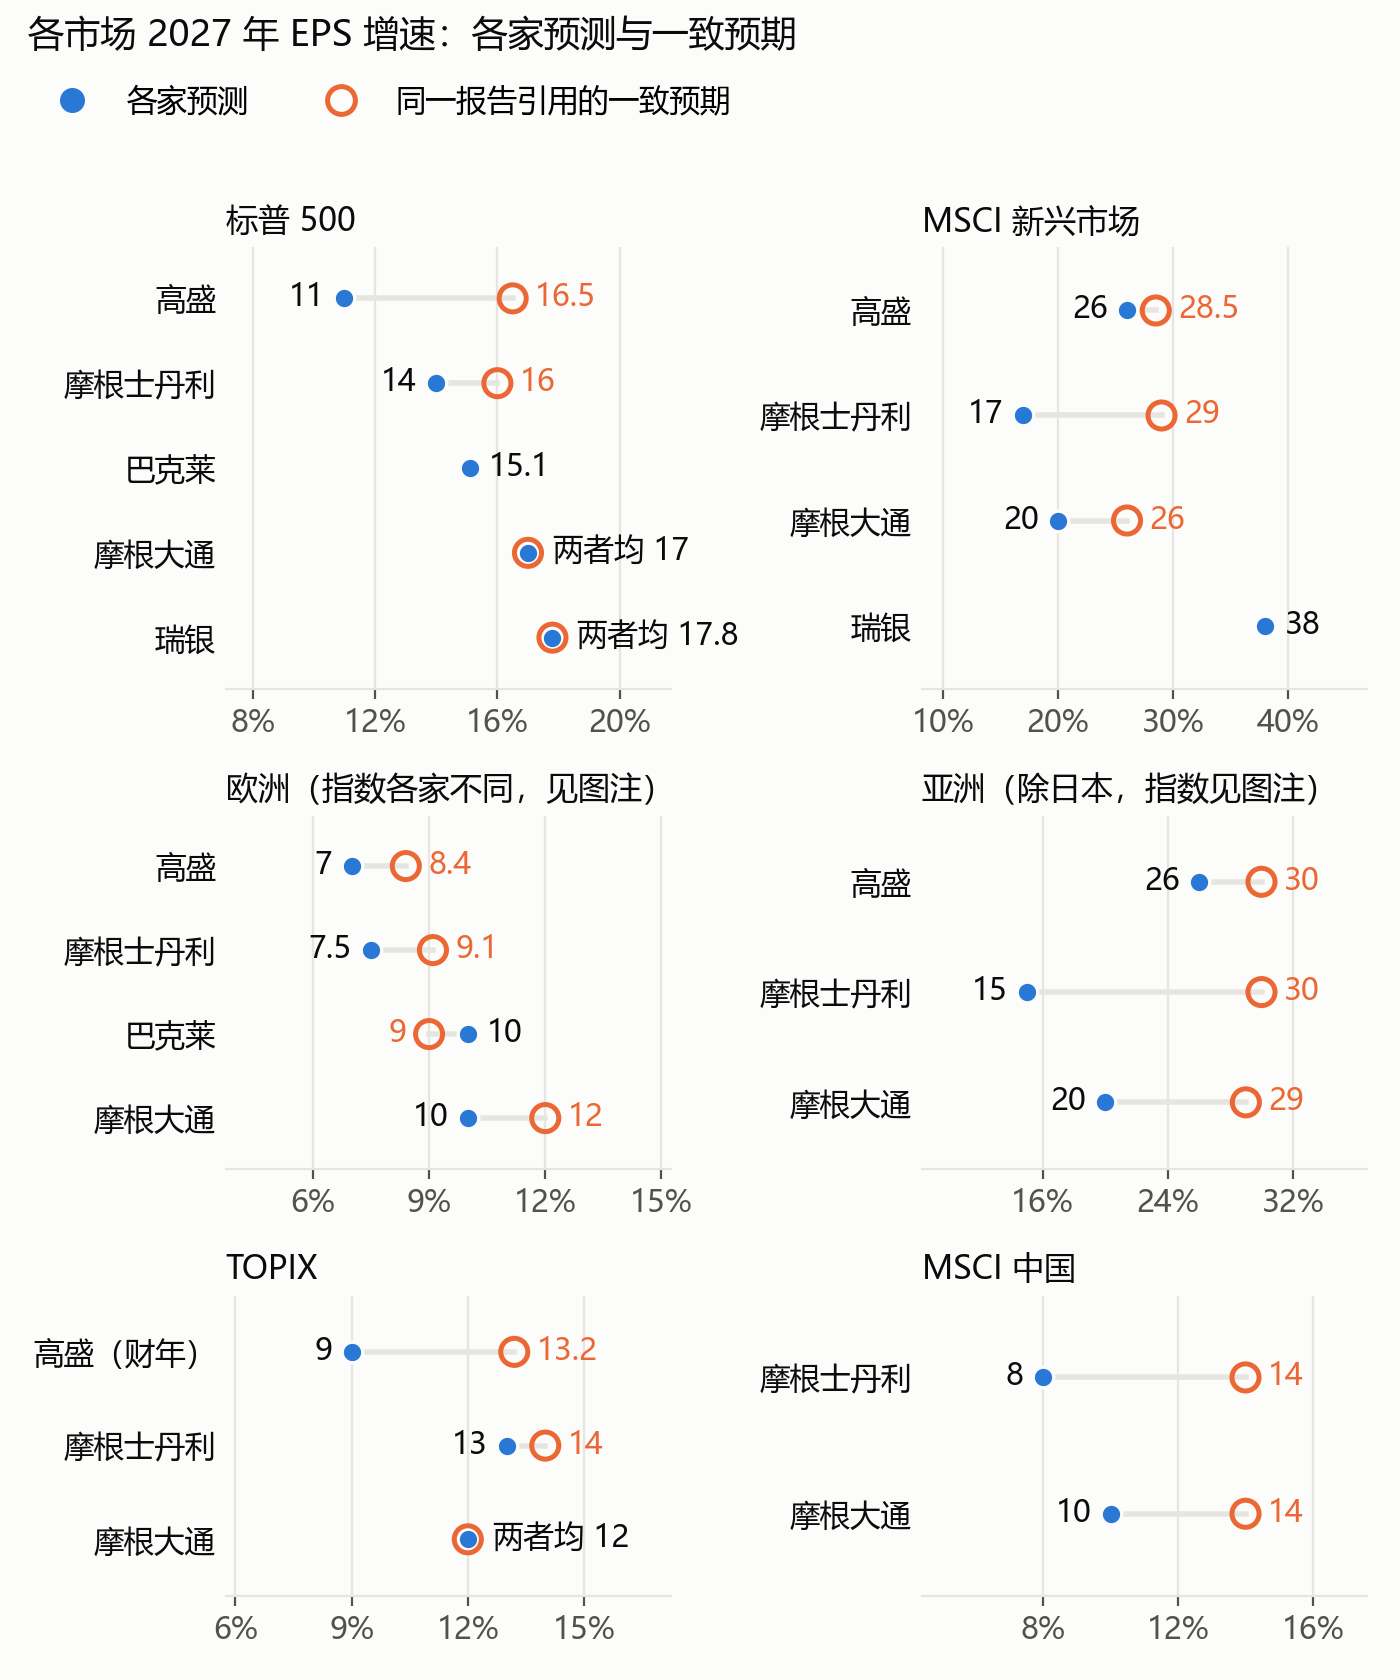 各市场 2027 年 EPS 增速：各家预测与一致预期
各家预测
同一报告引用的一致预期
标普 500
高盛 11 16.5
摩根士丹利 14 16
巴克莱 15.1
摩根大通 两者均 17
瑞银 两者均 17.8
8% 12% 16% 20%
MSCI 新兴市场
高盛 26 28.5
摩根士丹利 17 29
摩根大通 20 26
瑞银 38
10% 20% 30% 40%
欧洲（指数各家不同，见图注）
高盛 7 8.4
摩根士丹利 7.5 9.1
巴克莱 9 10
摩根大通 10 12
6% 9% 12% 15%
亚洲（除日本，指数见图注）
高盛 26 30
摩根士丹利 15 30
摩根大通 20 29
16% 24% 32%
TOPIX
高盛（财年） 9 13.2
摩根士丹利 13 14
摩根大通 两者均 12
6% 9% 12% 15%
MSCI 中国
摩根士丹利 8 14
摩根大通 10 14
8% 12% 16%